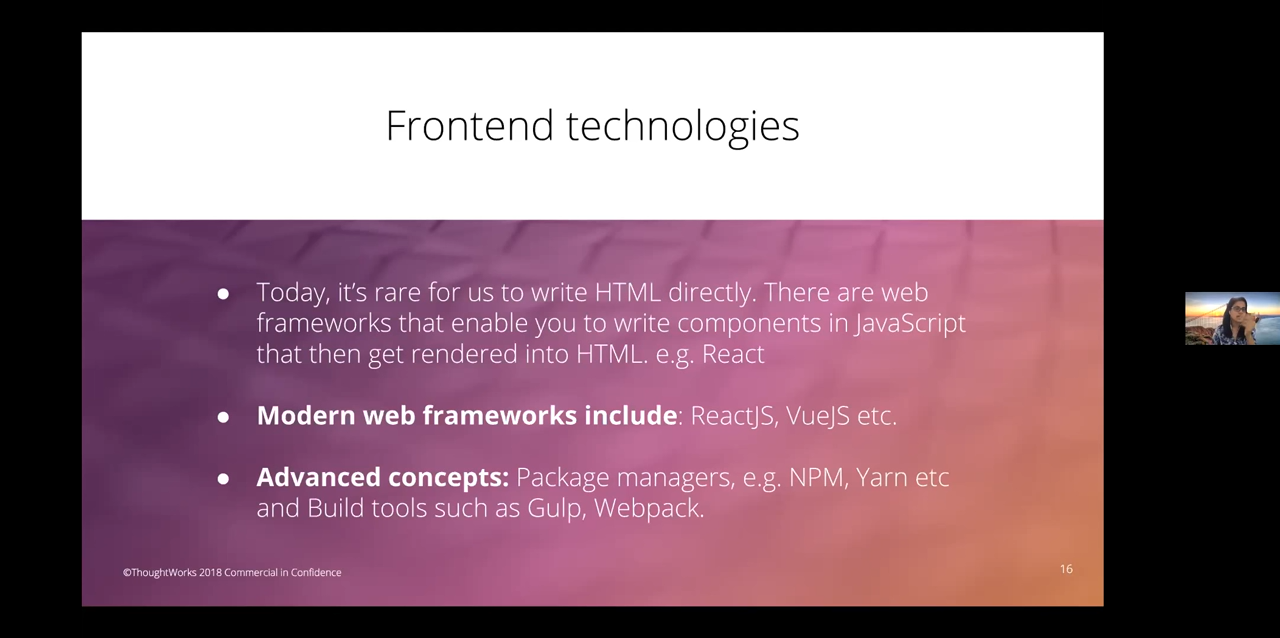 Frontend technologies
● Today, it’s rare for us to write HTML directly. There are web
frameworks that enable you to write components in JavaScript
that then get rendered into HTML. e.g. React
● Modern web frameworks include: ReactJS, VueJS etc.
● Advanced concepts: Package managers, e.g. NPM, Yarn etc
and Build tools such as Gulp, Webpack.
©ThoughtWorks 2018 Commercial in Confidence
16